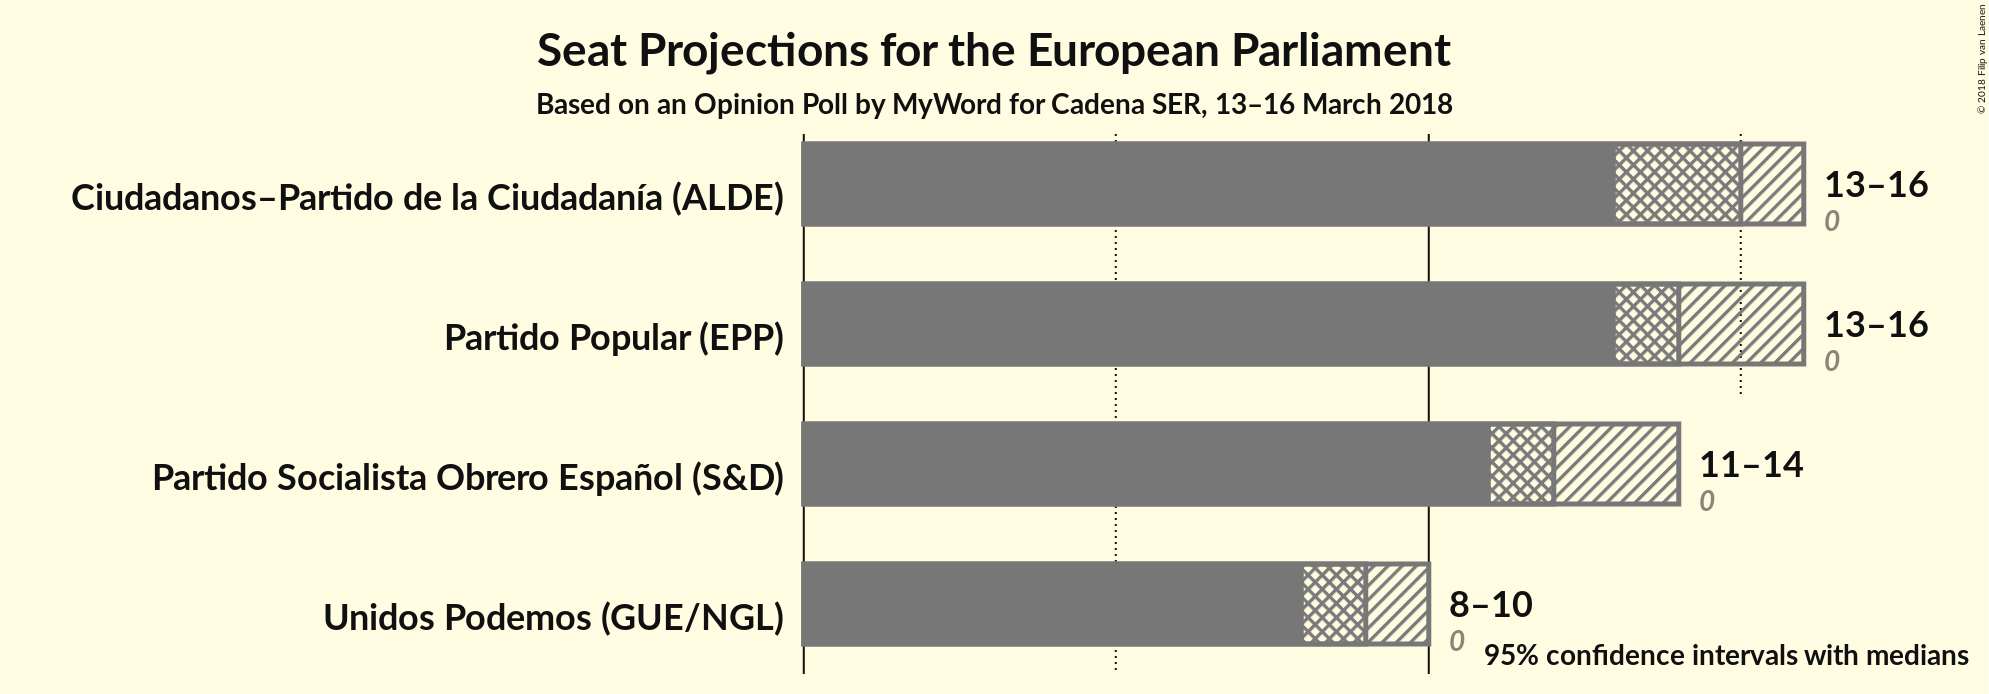 Seat Projections for the European Parliament
Based on an Opinion Poll by MyWord for Cadena SER, 13–16 March 2018
© 2018 Filip van Laenen
Ciudadanos–Partido de la Ciudadanía (ALDE)
13–16
0
Partido Popular (EPP)
13–16
0
Partido Socialista Obrero Español (S&D)
11–14
0
Unidos Podemos (GUE/NGL)
8–10
0
95% confidence intervals with medians